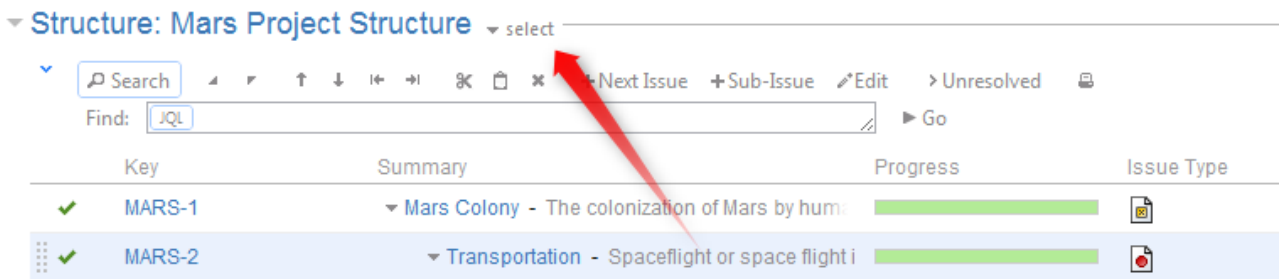 Structure: Mars Project Structure select
Search + Next Issue + Sub-Issue Edit > Unresolved
Find: JQL Go
Key Summary Progress Issue Type
MARS-1 Mars Colony - The colonization of Mars by huma
MARS-2 Transportation - Spaceflight or space flight i